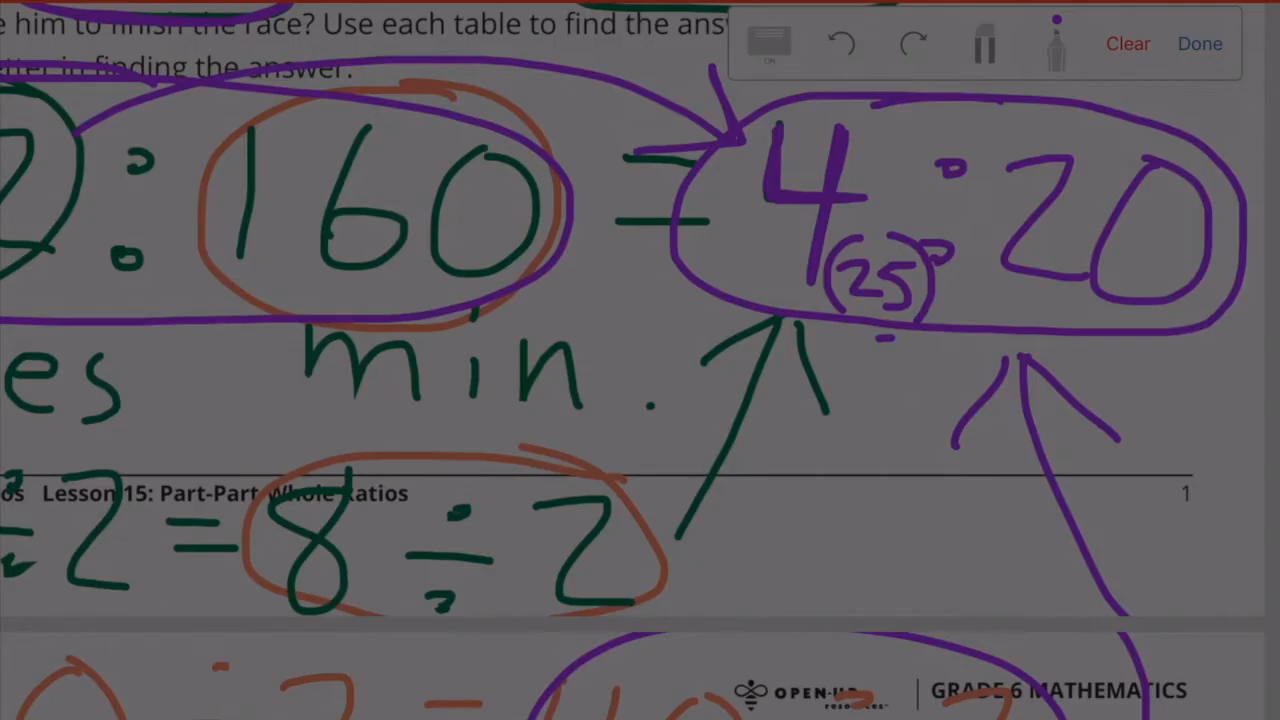 him to finish the race? Use each table to find the
in finding the answer.
ON
Clear
Done
2 : 160 = 4 : 20
(25)
es min.
Lesson 15: Part-Part-Whole Ratios
1
÷ 2 = 8 ÷ 2
OPEN-UP
resources
GRADE 6 MATHEMATICS